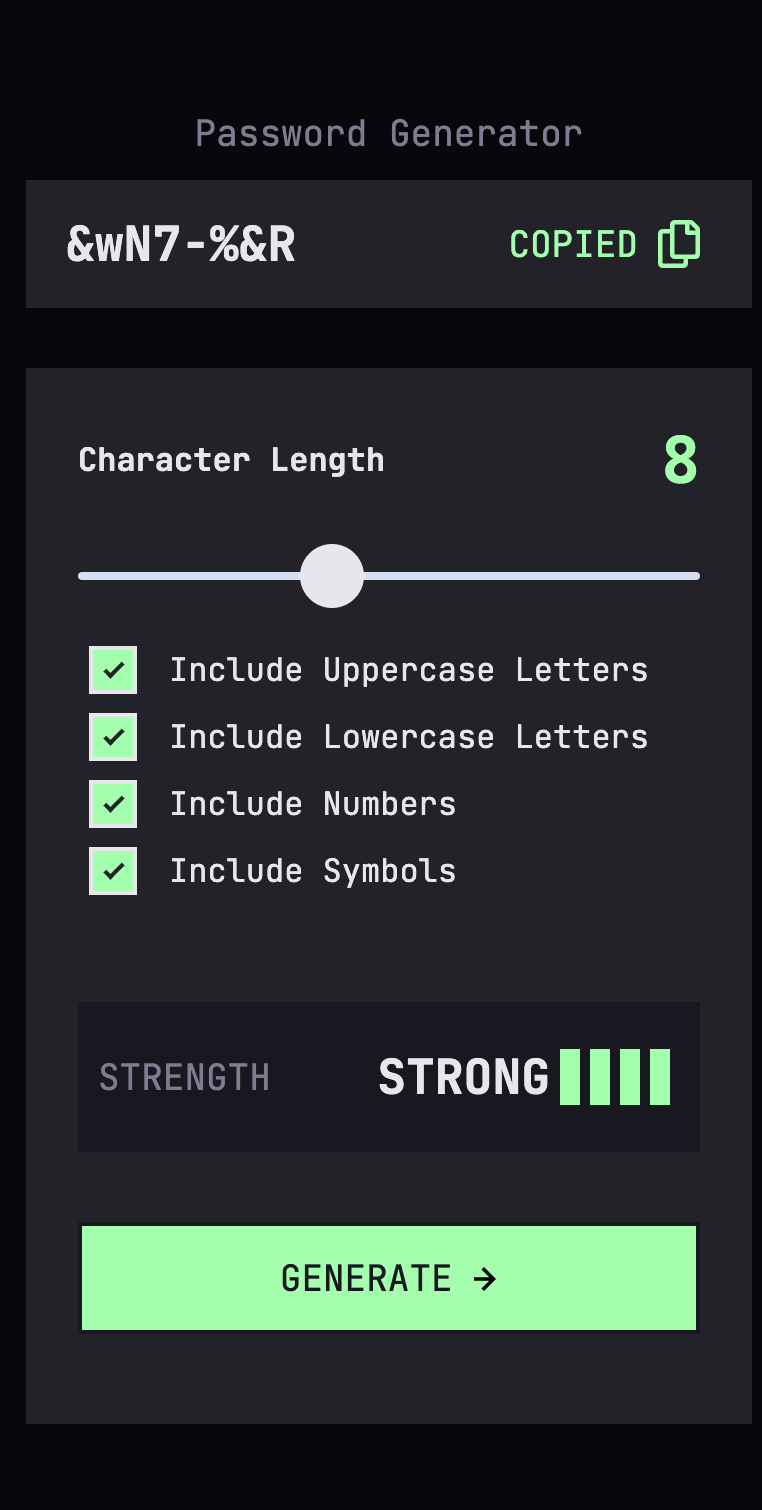 Password Generator
&wN7-%&R COPIED
Character Length 8
Include Uppercase Letters
Include Lowercase Letters
Include Numbers
Include Symbols
STRENGTH STRONG
GENERATE →